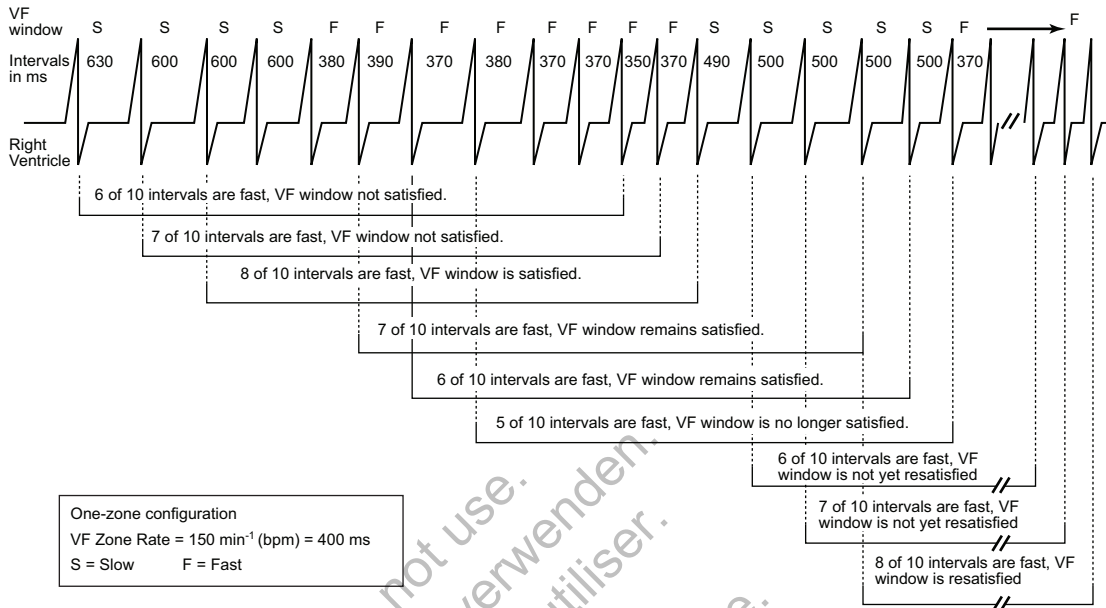 VF
window
S S S S F F F F F F F F S S S S S F F
Intervals
in ms
630 600 600 600 380 390 370 380 370 370 350 370 490 500 500 500 500 370
Right
Ventricle
6 of 10 intervals are fast, VF window not satisfied.
7 of 10 intervals are fast, VF window not satisfied.
8 of 10 intervals are fast, VF window is satisfied.
7 of 10 intervals are fast, VF window remains satisfied.
6 of 10 intervals are fast, VF window remains satisfied.
5 of 10 intervals are fast, VF window is no longer satisfied.
6 of 10 intervals are fast, VF
window is not yet resatisfied
7 of 10 intervals are fast, VF
window is not yet resatisfied
8 of 10 intervals are fast, VF
window is resatisfied
One-zone configuration
VF Zone Rate = 150 min⁻¹ (bpm) = 400 ms
S = Slow F = Fast
not use.
verwenden.
utiliser.